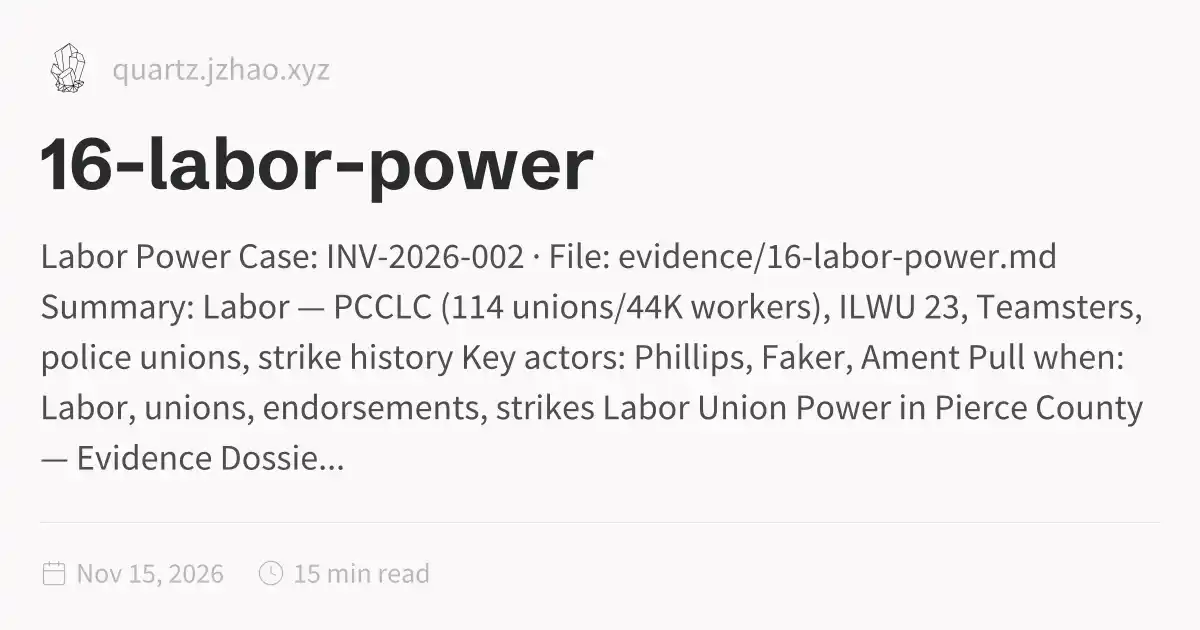 quartz.jzhao.xyz
16-labor-power
Labor Power Case: INV-2026-002 · File: evidence/16-labor-power.md
Summary: Labor — PCCLC (114 unions/44K workers), ILWU 23, Teamsters,
police unions, strike history Key actors: Phillips, Faker, Ament Pull when:
Labor, unions, endorsements, strikes Labor Union Power in Pierce County
— Evidence Dossie...
Nov 15, 2026 15 min read